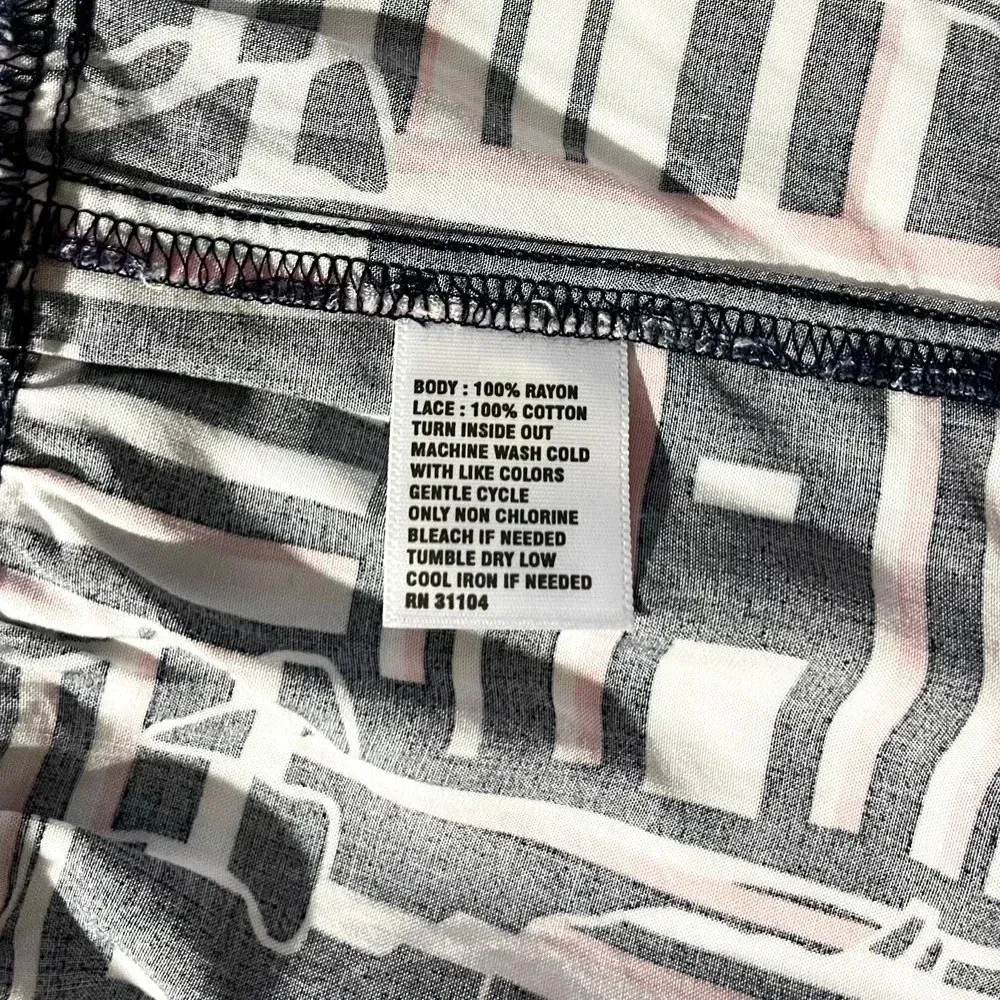 BODY : 100% RAYON
LACE : 100% COTTON
TURN INSIDE OUT
MACHINE WASH COLD
WITH LIKE COLORS
GENTLE CYCLE
ONLY NON CHLORINE
BLEACH IF NEEDED
TUMBLE DRY LOW
COOL IRON IF NEEDED
RN 31104